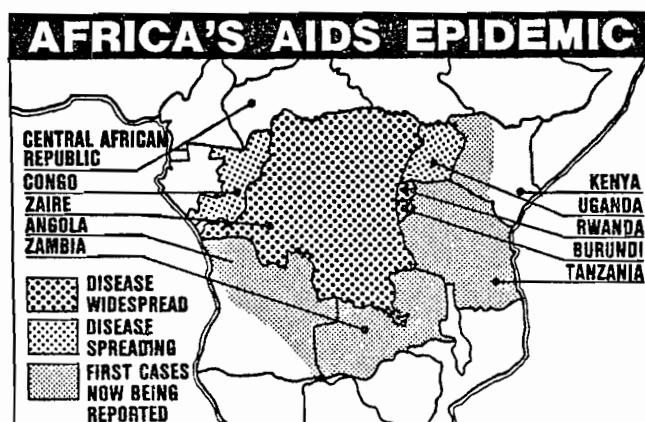 AFRICA'S AIDS EPIDEMIC
CENTRAL AFRICAN
REPUBLIC
CONGO
ZAIRE
ANGOLA
ZAMBIA
KENYA
UGANDA
RWANDA
BURUNDI
TANZANIA
DISEASE
WIDESPREAD
DISEASE
SPREADING
FIRST CASES
NOW BEING
REPORTED